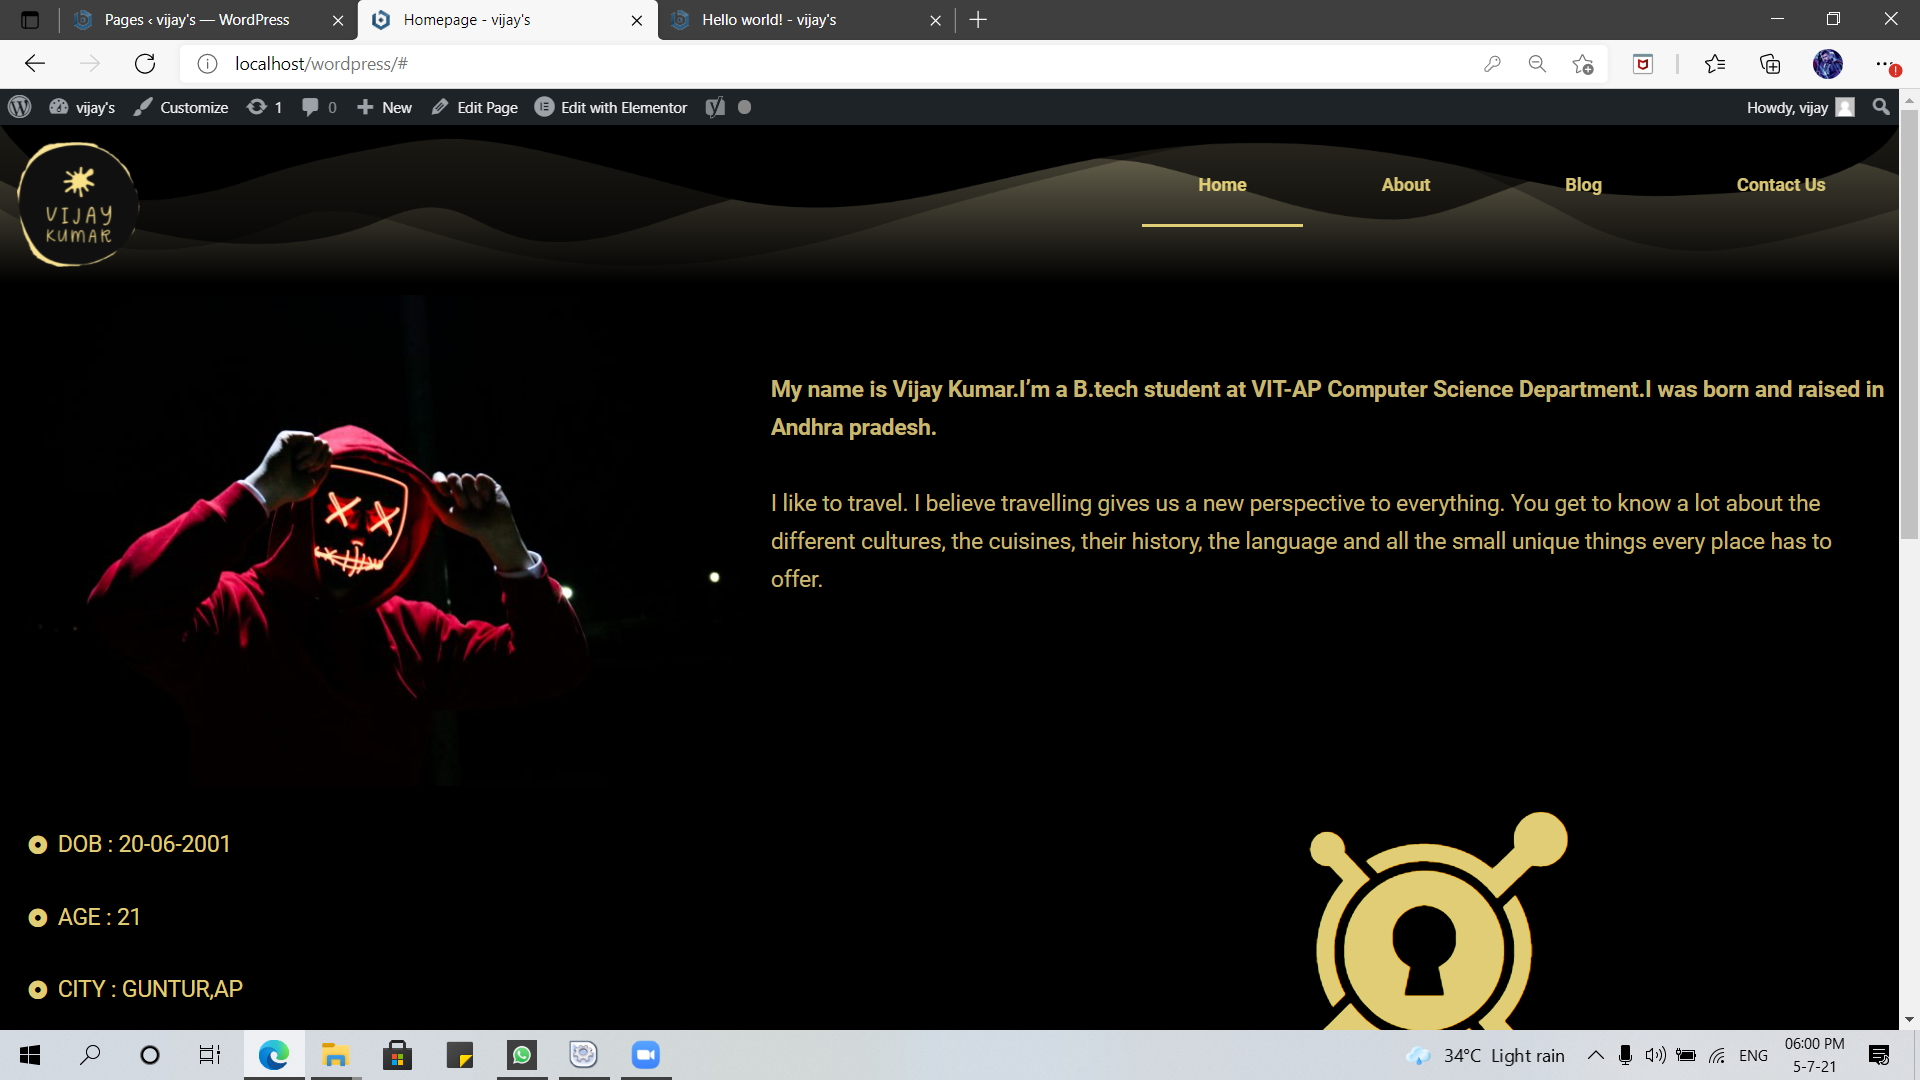 Pages ‹ vijay's — WordPress
Homepage - vijay's
Hello world! - vijay's
localhost/wordpress/#
vijay's Customize 1 0 New Edit Page Edit with Elementor
Howdy, vijay
VIJAY
KUMAR
Home About Blog Contact Us
My name is Vijay Kumar.I’m a B.tech student at VIT-AP Computer Science Department.I was born and raised in
Andhra pradesh.
I like to travel. I believe travelling gives us a new perspective to everything. You get to know a lot about the
different cultures, the cuisines, their history, the language and all the small unique things every place has to
offer.
DOB : 20-06-2001
AGE : 21
CITY : GUNTUR,AP
34°C Light rain
ENG
06:00 PM
5-7-21